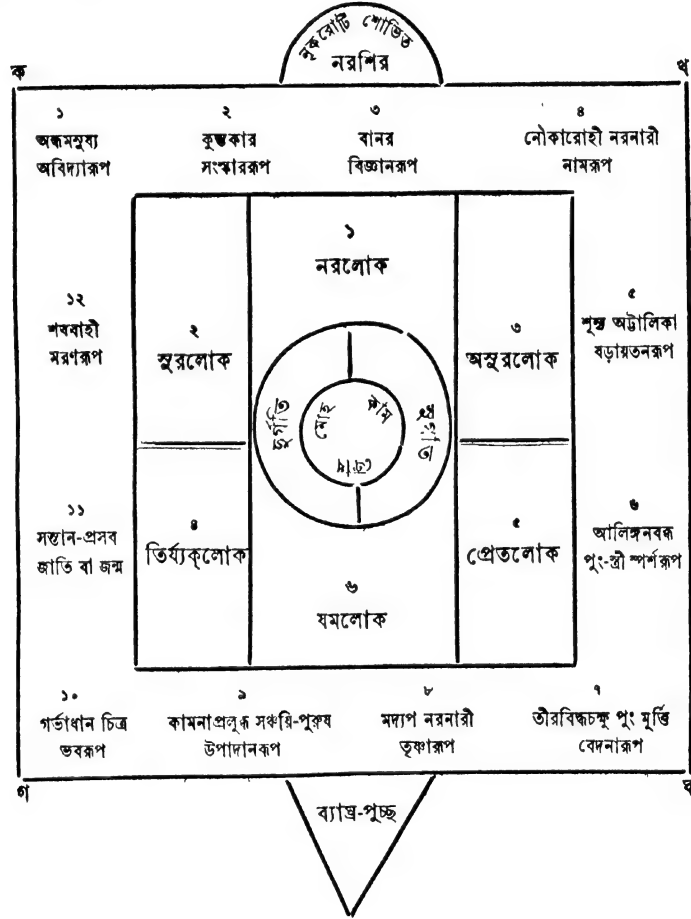 নৃকরোটি শোভিত
নরশির
ক
খ
১
অন্ধমনুষ্য
অবিদ্যারূপ
২
কুম্ভকার
সংস্কাররূপ
৩
বানর
বিজ্ঞানরূপ
৪
নৌকারোহী নরনারী
নামরূপ
১
নরলোক
১২
শববাহী
মরণরূপ
২
সুরলোক
৩
অসুরলোক
৫
শূন্য অট্টালিকা
ষড়ায়তনরূপ
দুর্গতি
মোহ
কাম
সুগতি
১১
সন্তান-প্রসব
জাতি বা জন্ম
৪
তির্য্যক্‌লোক
৫
প্রেতলোক
৬
আলিঙ্গনবদ্ধ
পুং-স্ত্রী স্পর্শরূপ
৬
যমলোক
১০
গর্ভাধান চিত্র
ভবরূপ
৯
কামনাপ্রলুব্ধ সঞ্চয়ি-পুরুষ
উপাদানরূপ
৮
মদ্যপ নরনারী
তৃষ্ণারূপ
৭
তীরবিদ্ধচক্ষু পুং মূর্ত্তি
বেদনারূপ
গ
ঘ
ব্যাঘ্র-পুচ্ছ